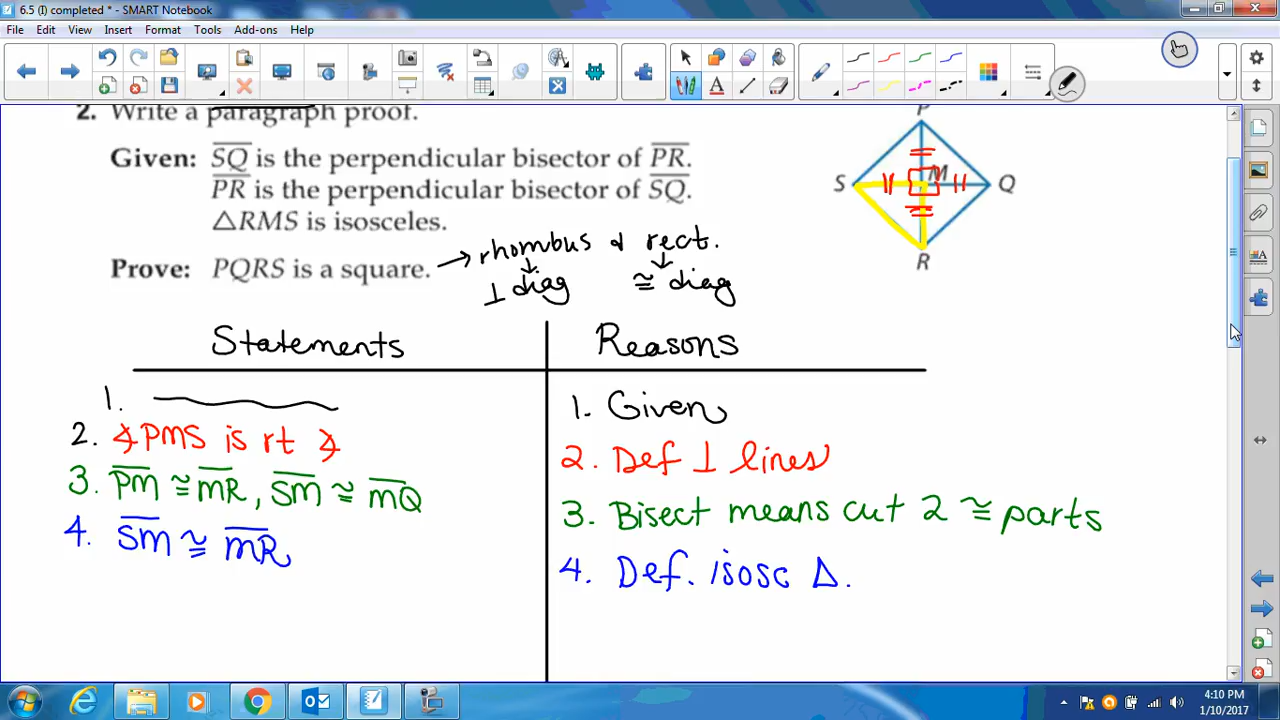 6.5 (I) completed * - SMART Notebook
File Edit View Insert Format Tools Add-ons Help
2. Write a paragraph proof.
Given: SQ is the perpendicular bisector of PR.
PR is the perpendicular bisector of SQ.
△RMS is isosceles.
Prove: PQRS is a square. → rhombus & rect.
⊥ diag ≅ diag
P
S M Q
R
Statements Reasons
1. 1. Given
2. ∡PMS is rt ∡ 2. Def ⊥ lines
3. PM ≅ MR, SM ≅ MQ 3. Bisect means cut 2 ≅ parts
4. SM ≅ MR 4. Def. isosc △.
4:10 PM
1/10/2017